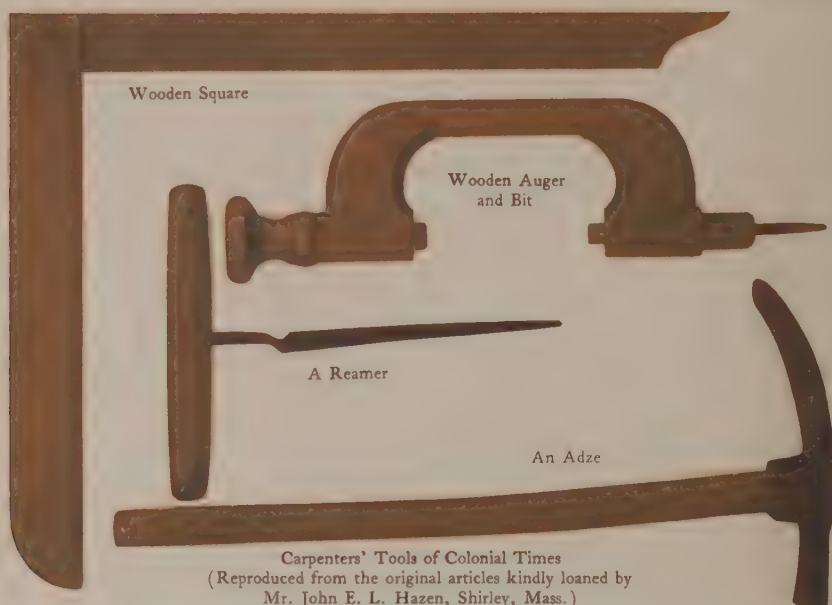 Wooden Square
Wooden Auger
and Bit
A Reamer
An Adze
Carpenters' Tools of Colonial Times
(Reproduced from the original articles kindly loaned by
Mr. John E. L. Hazen, Shirley, Mass.)